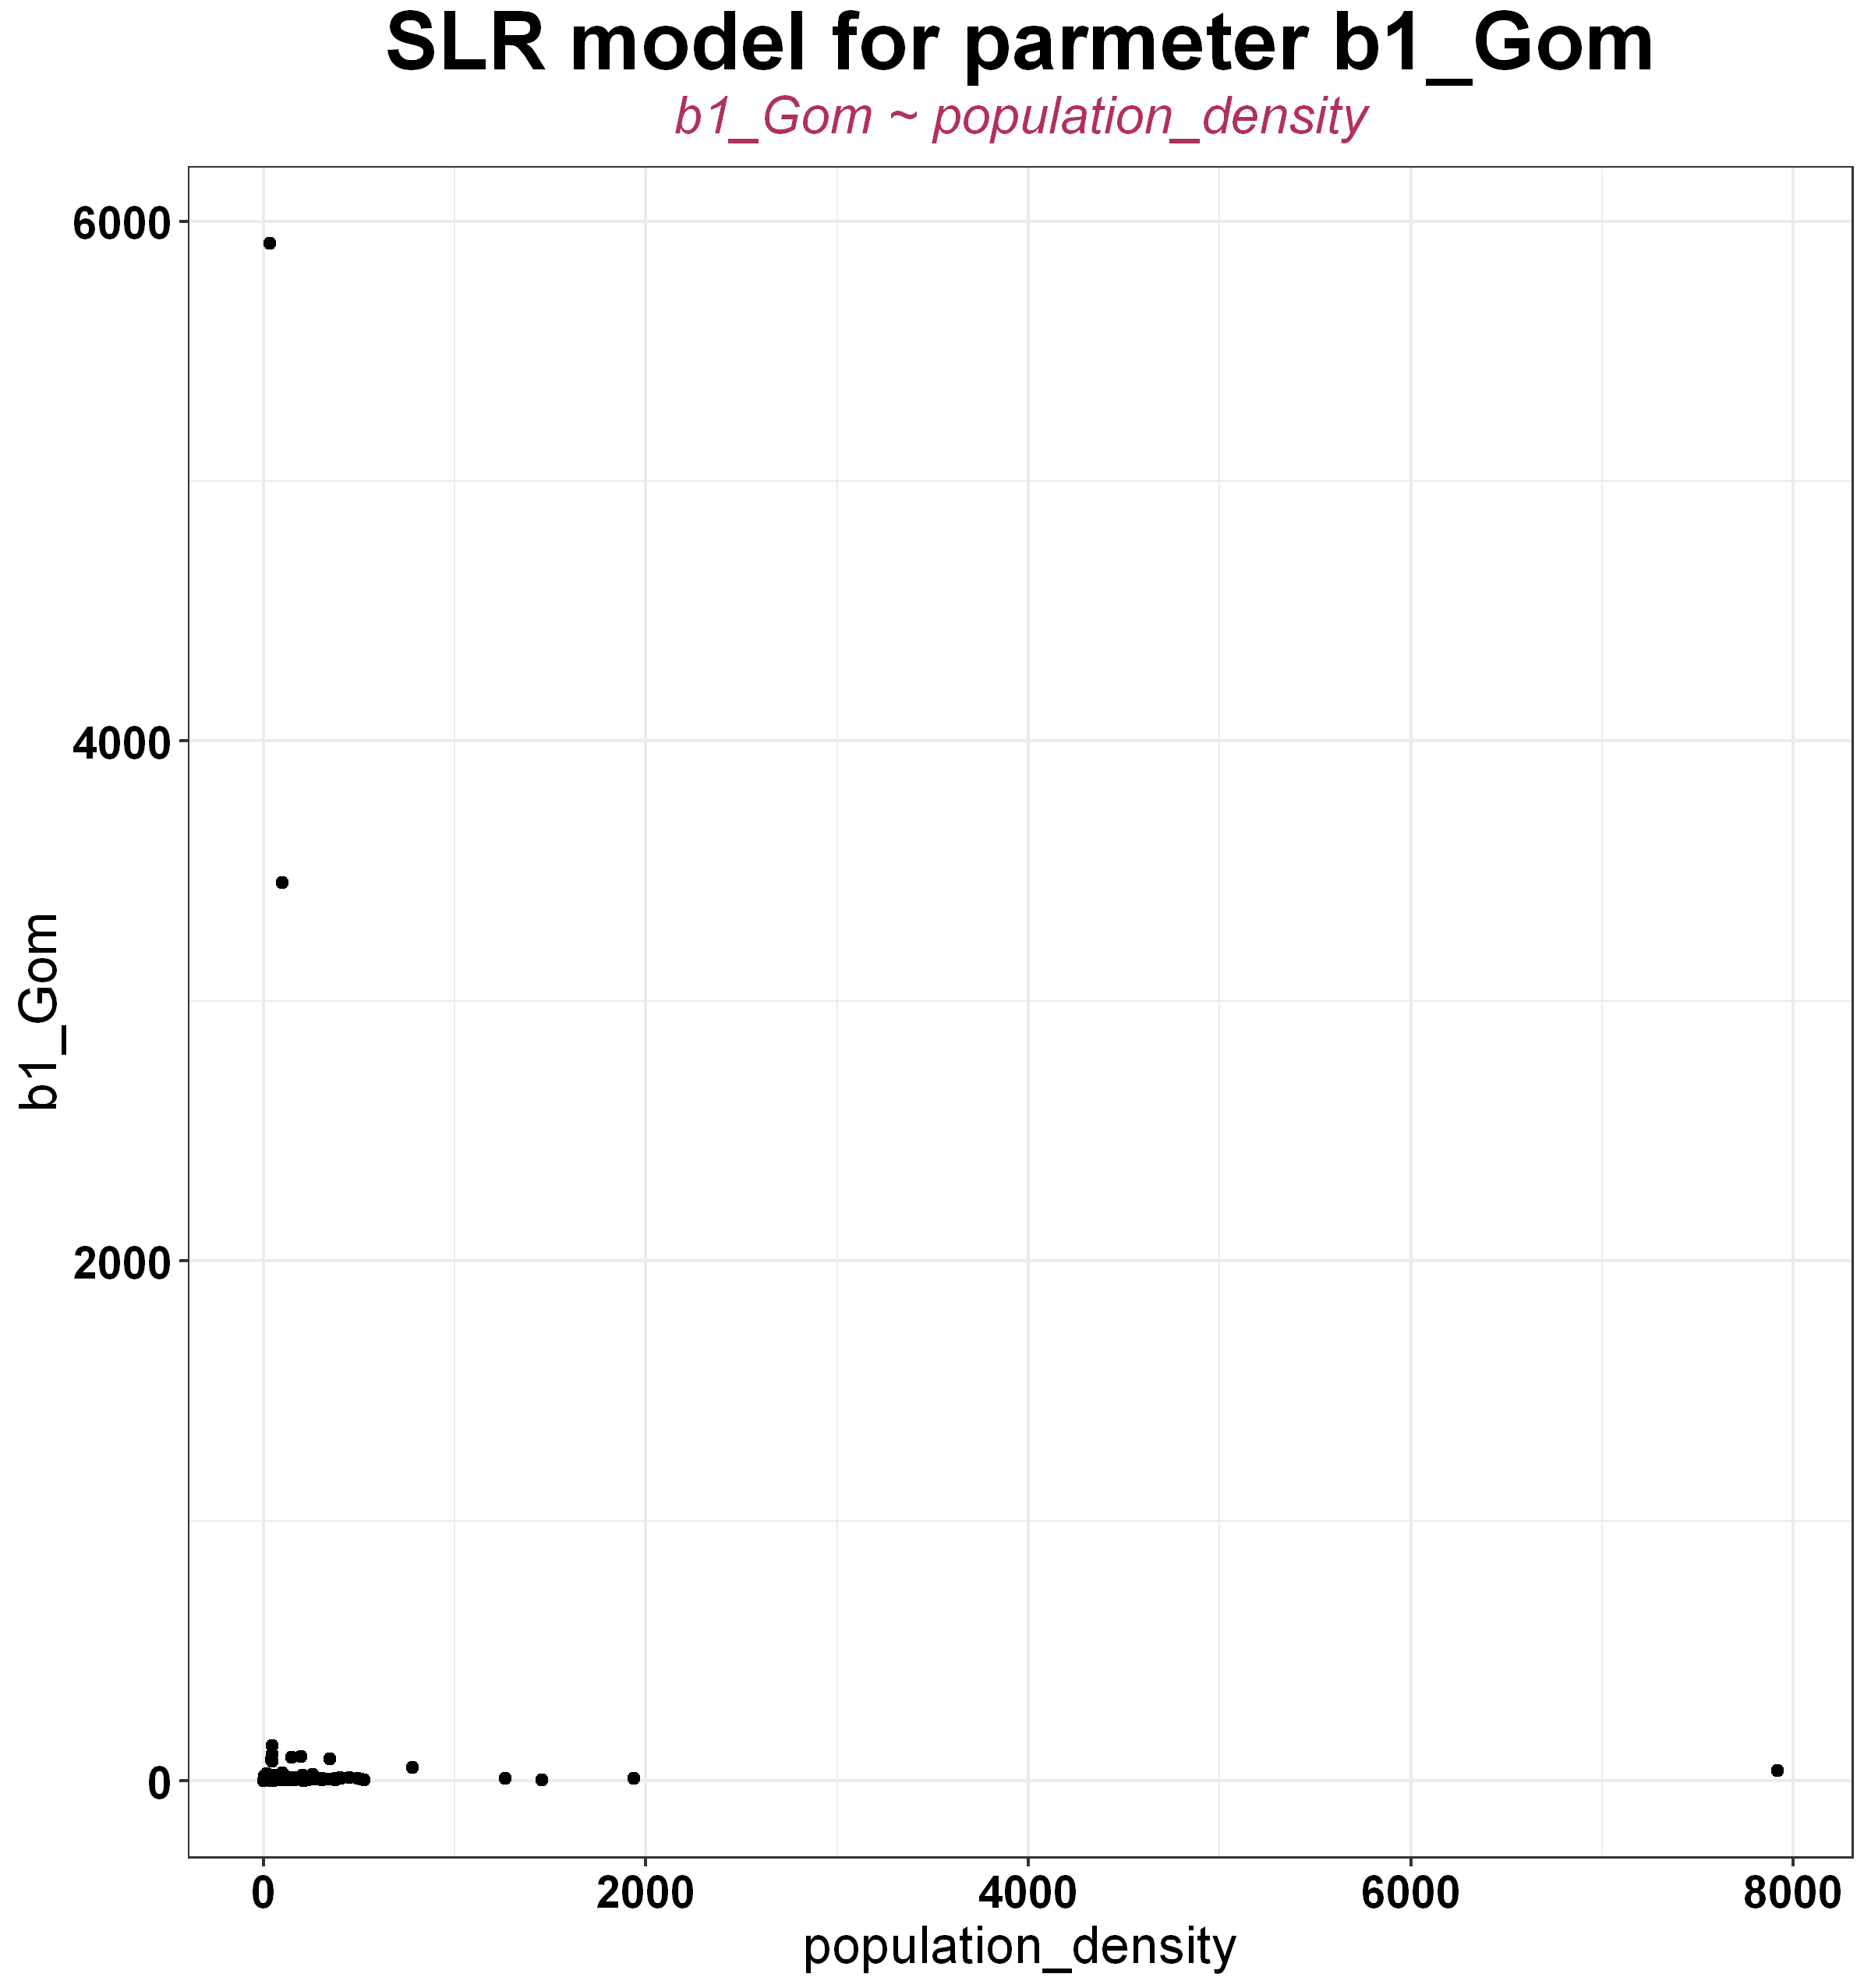 SLR model for parmeter b1_Gom
b1_Gom ~ population_density
6000
4000
2000
0
b1_Gom
0 2000 4000 6000 8000
population_density